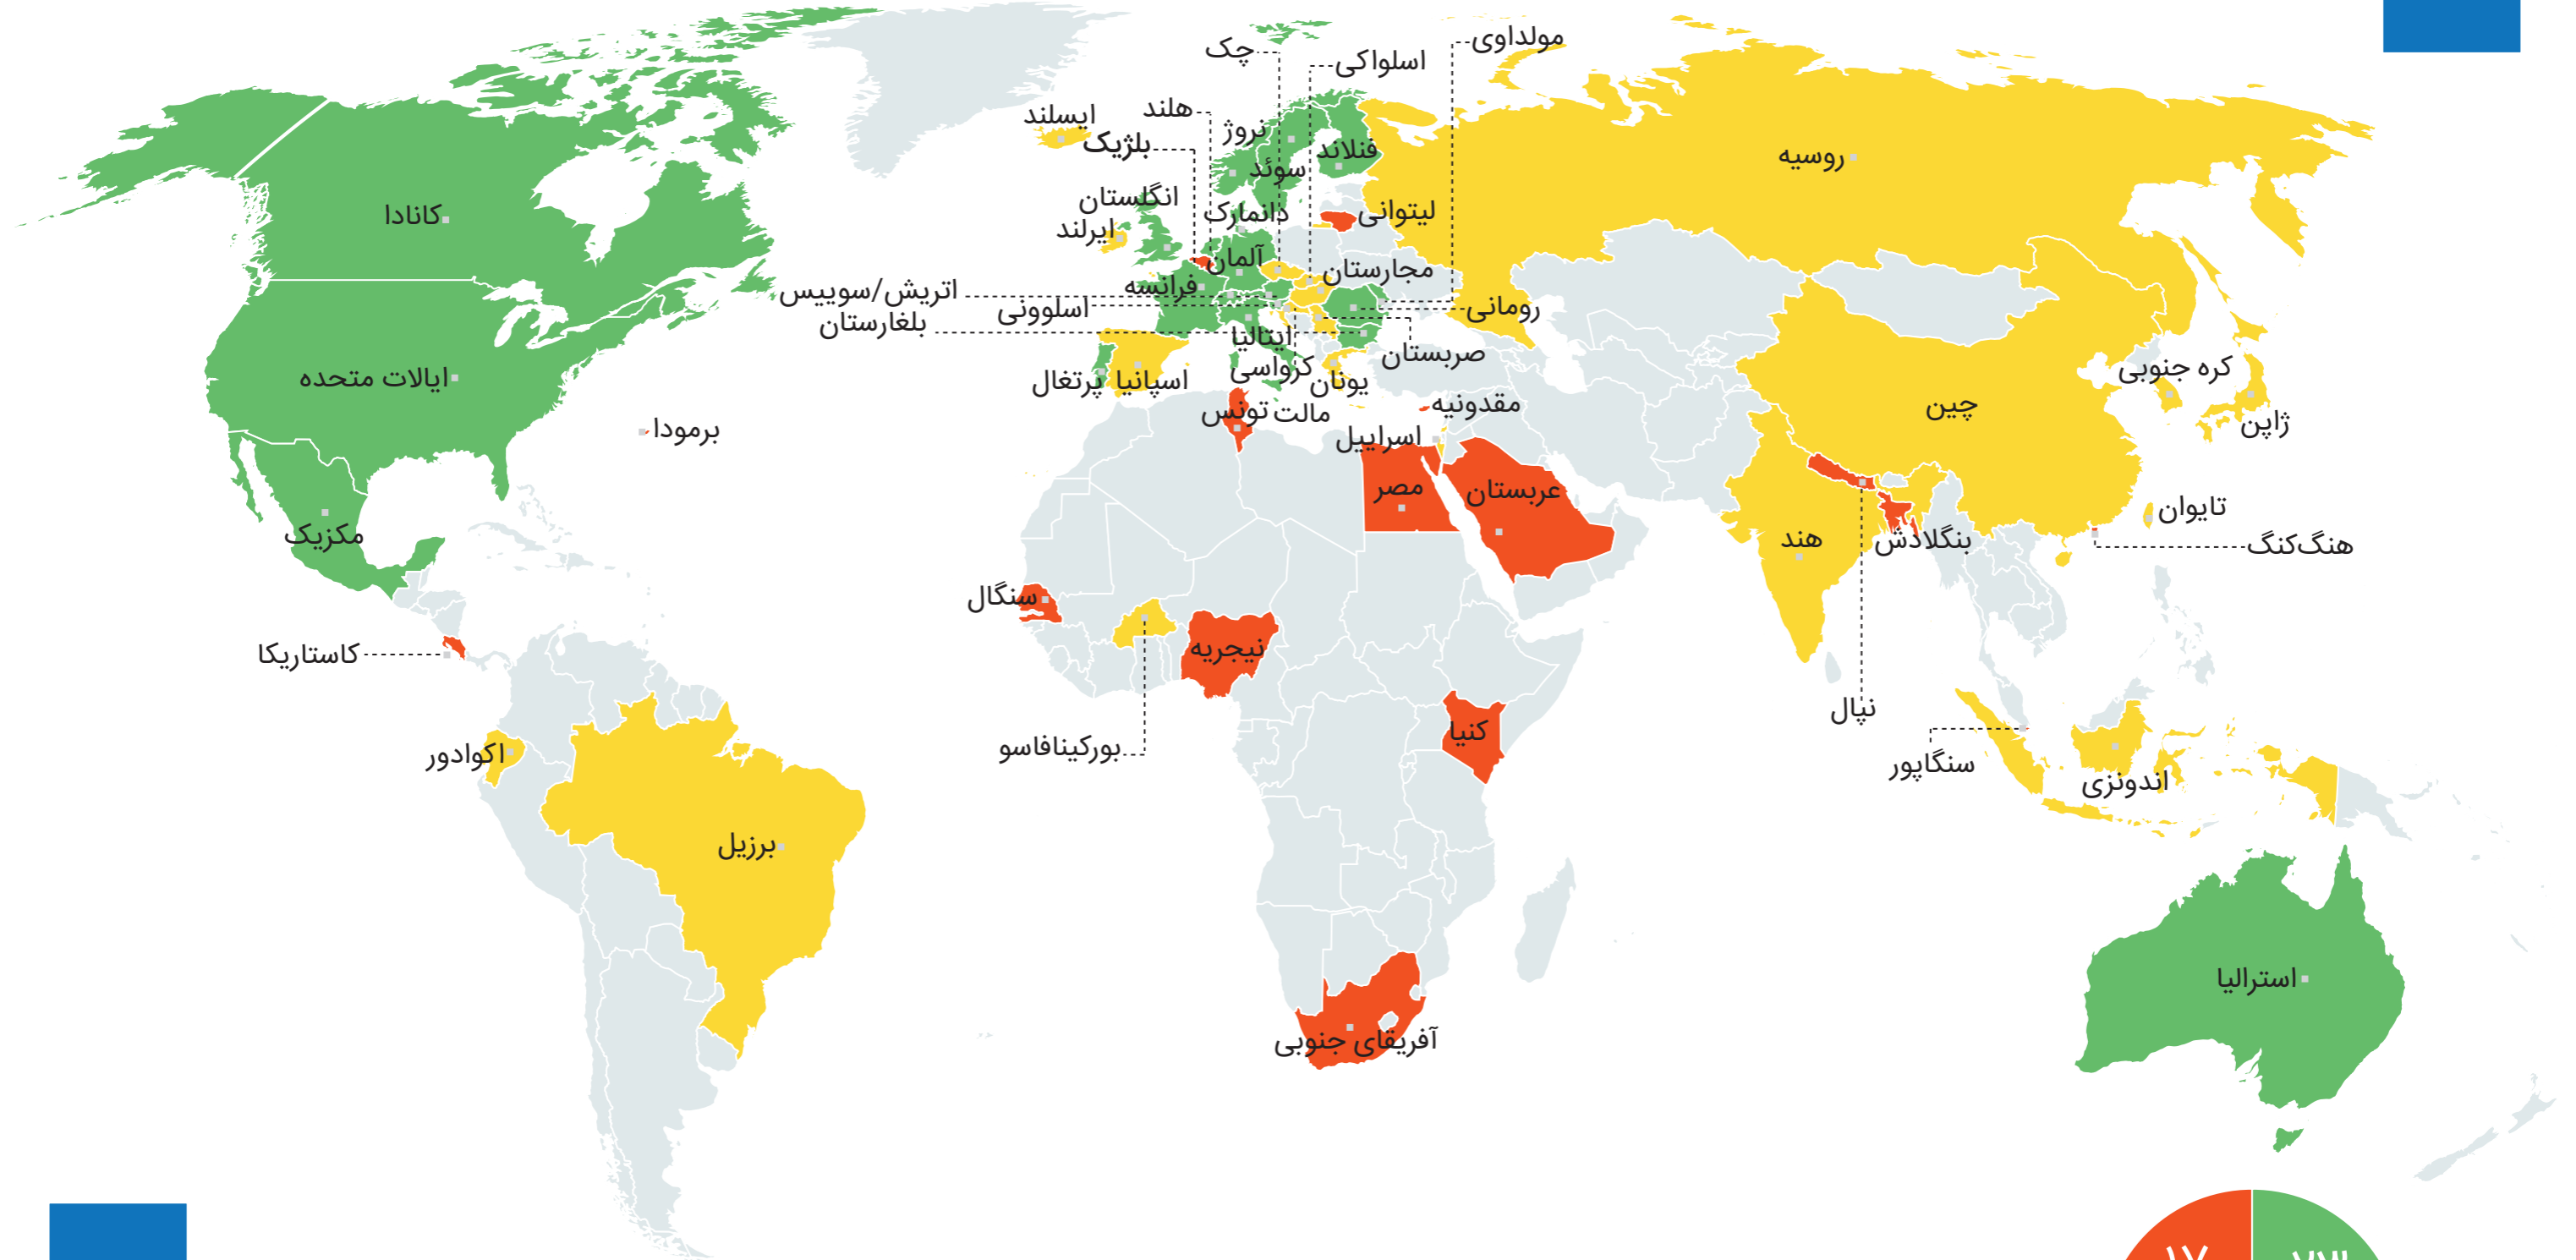 مولداوی
چک
اسلواکی
هلند
ایسلند
بلژیک
نروژ
فنلاند
سوئد
روسیه
انگلستان
کانادا
دانمارک
لیتوانی
ایرلند
آلمان
مجارستان
فرانسه
اتریش/سوییس
اسلوونی
رومانی
بلغارستان
ایتالیا
صربستان
کره جنوبی
کرواسی
یونان
ایالات متحده
پرتغال
اسپانیا
مقدونیه
چین
تونس
مالت
ژاپن
برمودا
اسراییل
مصر
عربستان
تایوان
مکزیک
هند
بنگلادش
هنگ‌کنگ
سنگال
نیجریه
کاستاریکا
نپال
کنیا
بورکینافاسو
اکوادور
سنگاپور
اندونزی
برزیل
استرالیا
آفریقای جنوبی
۱۷